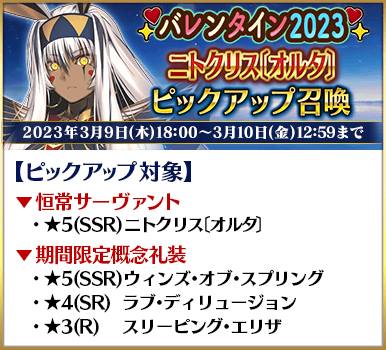 バレンタイン2023
ニトクリス〔オルタ〕
ピックアップ召喚
2023年3月9日(木)18:00～3月10日(金)12:59まで
【ピックアップ対象】
▼恒常サーヴァント
・★5(SSR)ニトクリス〔オルタ〕
▼期間限定概念礼装
・★5(SSR)ウィンズ・オブ・スプリング
・★4(SR) ラブ・ディリュージョン
・★3(R) スリーピング・エリザ